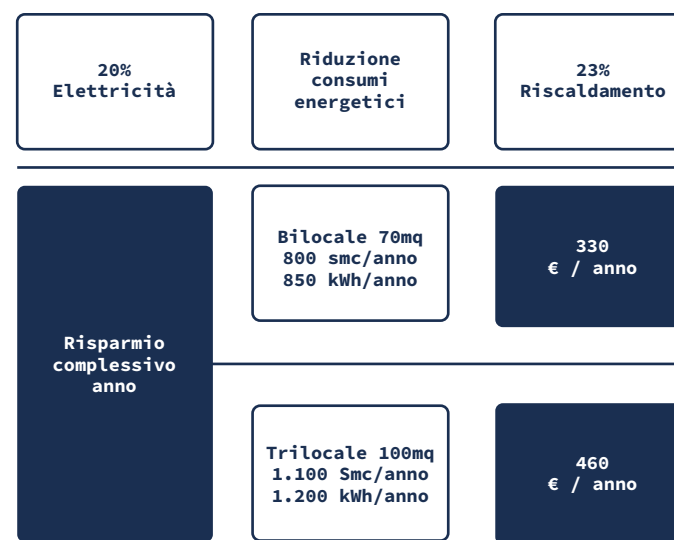 20%
Elettricità
Riduzione
consumi
energetici
23%
Riscaldamento
Risparmio
complessivo
anno
Bilocale 70mq
800 smc/anno
850 kWh/anno
330
€ / anno
Trilocale 100mq
1.100 Smc/anno
1.200 kWh/anno
460
€ / anno